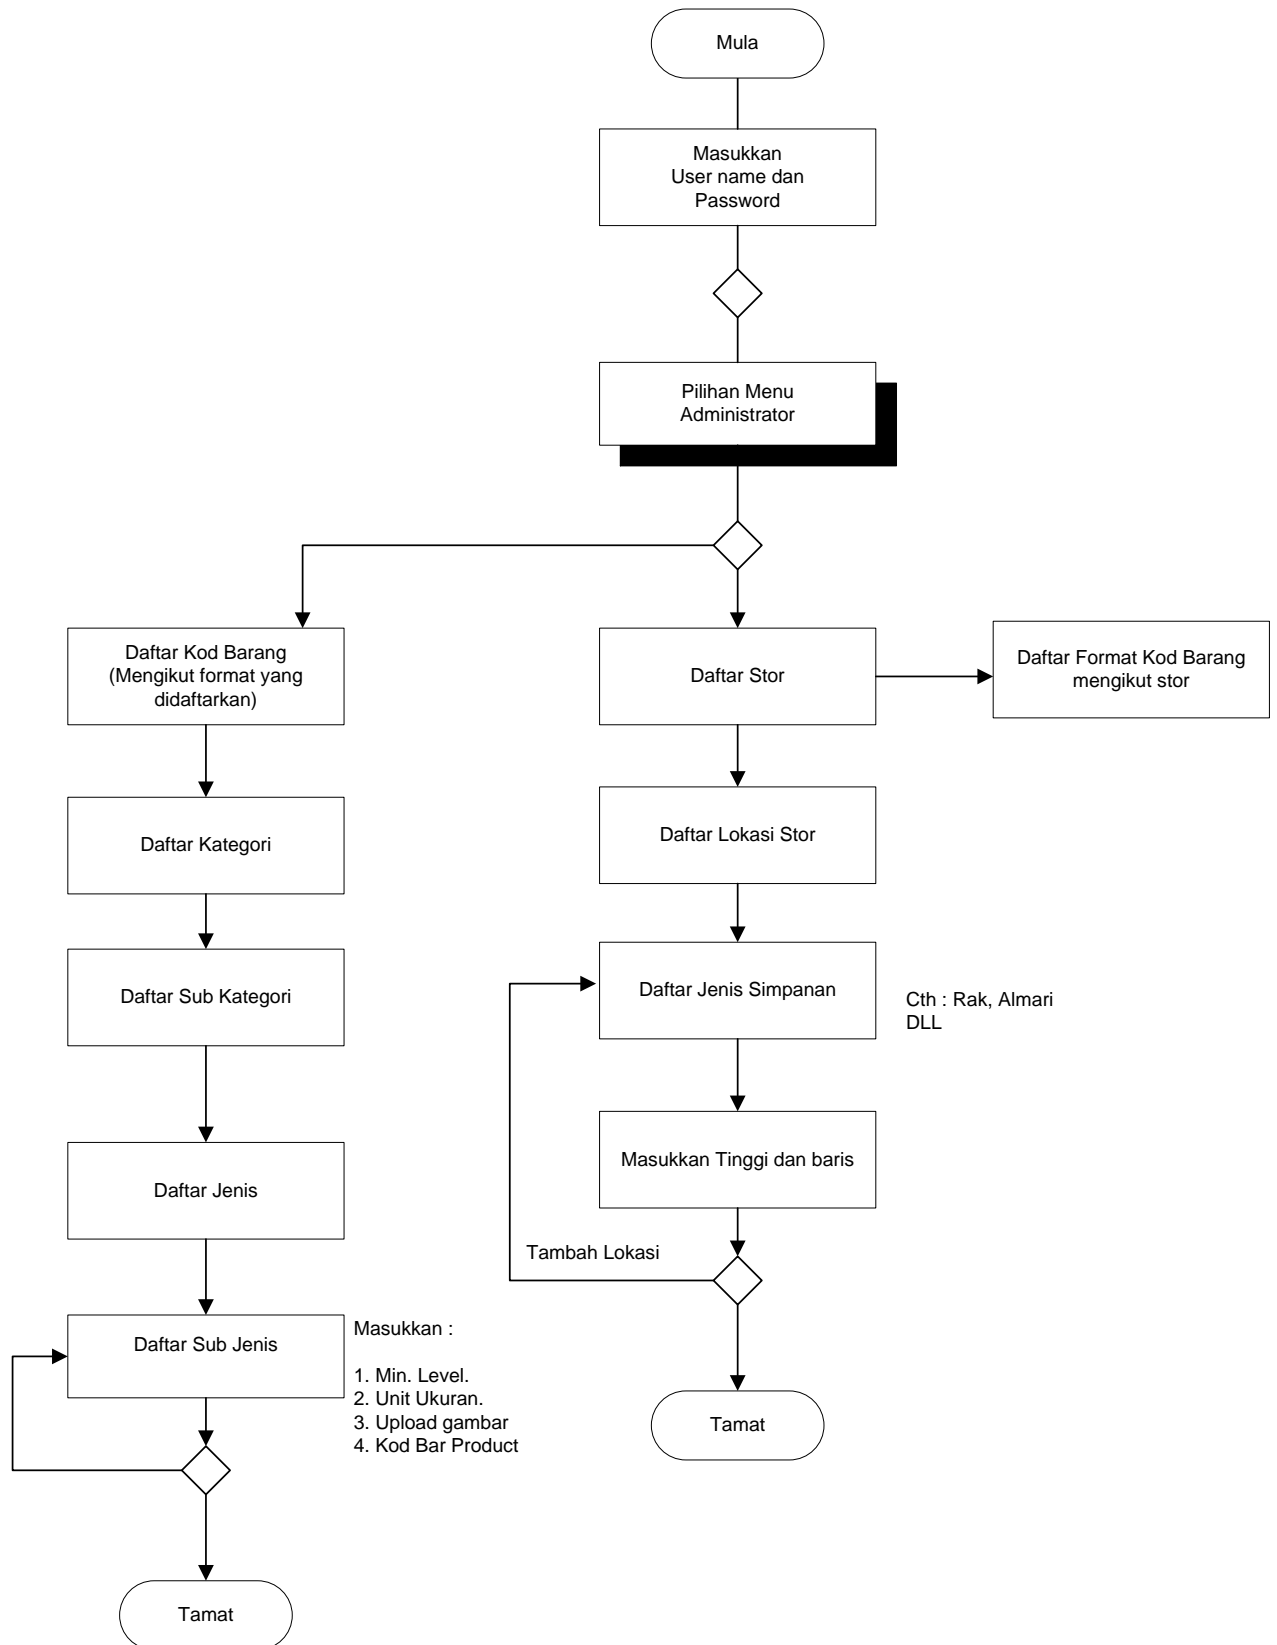 Mula
Masukkan
User name dan
Password
Pilihan Menu
Administrator
Daftar Kod Barang
(Mengikut format yang
didaftarkan)
Daftar Stor
Daftar Format Kod Barang
mengikut stor
Daftar Kategori
Daftar Lokasi Stor
Daftar Sub Kategori
Daftar Jenis Simpanan
Cth : Rak, Almari
DLL
Daftar Jenis
Masukkan Tinggi dan baris
Tambah Lokasi
Daftar Sub Jenis
Masukkan :
1. Min. Level.
2. Unit Ukuran.
3. Upload gambar
4. Kod Bar Product
Tamat
Tamat